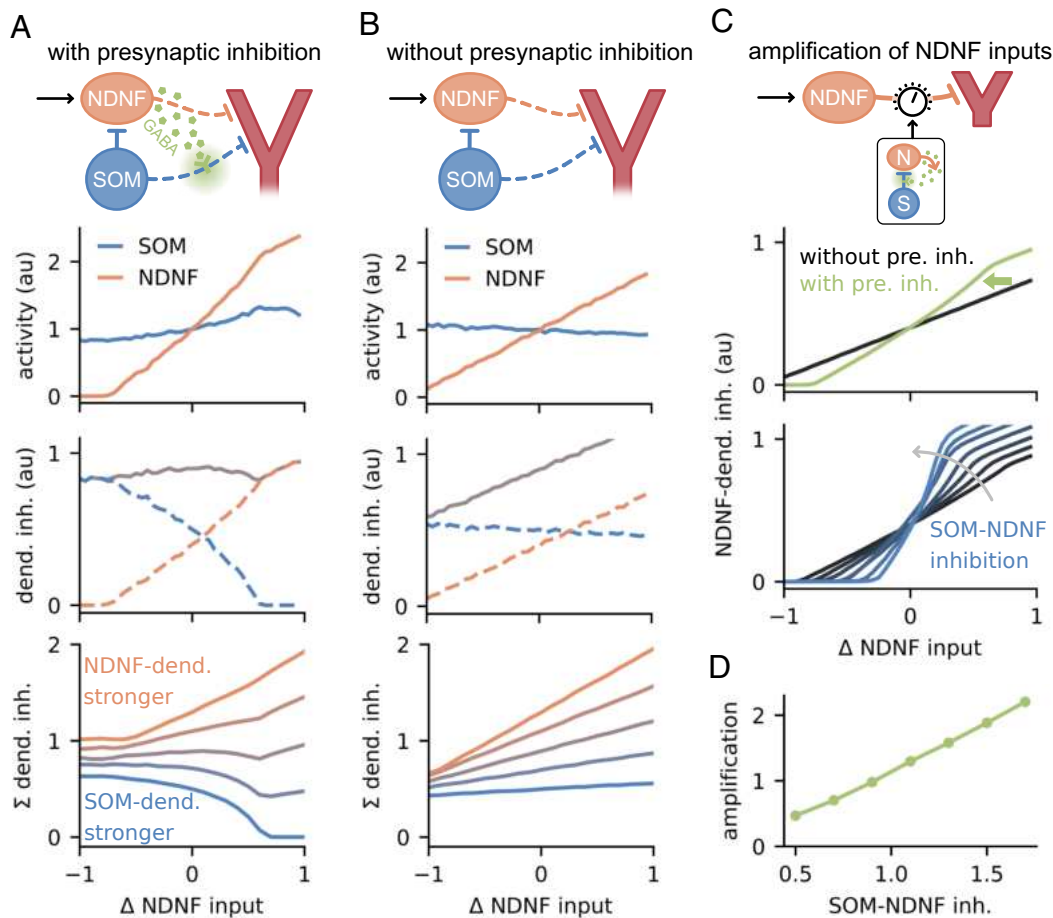 A
with presynaptic inhibition
NDNF
GABA
SOM
SOM
NDNF
activity (au)
2
1
0
dend. inh. (au)
1
0
NDNF-dend.
stronger
SOM-dend.
stronger
Σ dend. inh.
2
1
0
−1
0
1
Δ NDNF input
B
without presynaptic inhibition
NDNF
SOM
SOM
NDNF
activity (au)
2
1
0
dend. inh. (au)
1
0
Σ dend. inh.
2
1
0
−1
0
1
Δ NDNF input
C
amplification of NDNF inputs
NDNF
N
S
without pre. inh.
with pre. inh.
NDNF-dend. inh. (au)
1
0
1
0
SOM-NDNF
inhibition
−1
0
1
Δ NDNF input
D
amplification
2
1
0
0.5
1.0
1.5
SOM-NDNF inh.